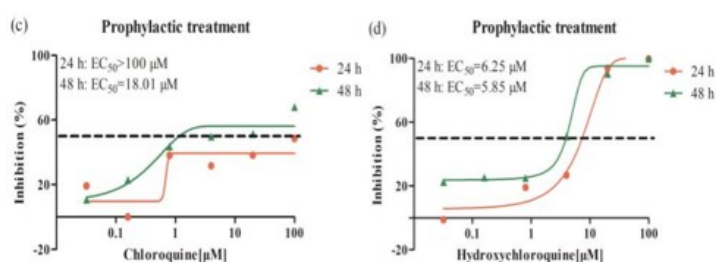 (c)
Prophylactic treatment
24 h: EC50>100 μM
48 h: EC50=18.01 μM
24 h
48 h
Inhibition (%)
100
60
20
-20
0.1
1
10
100
Chloroquine[μM]
(d)
Prophylactic treatment
24 h: EC50=6.25 μM
48 h: EC50=5.85 μM
24 h
48 h
Inhibition (%)
100
60
20
-20
0.1
1
10
100
Hydroxychloroquine[μM]